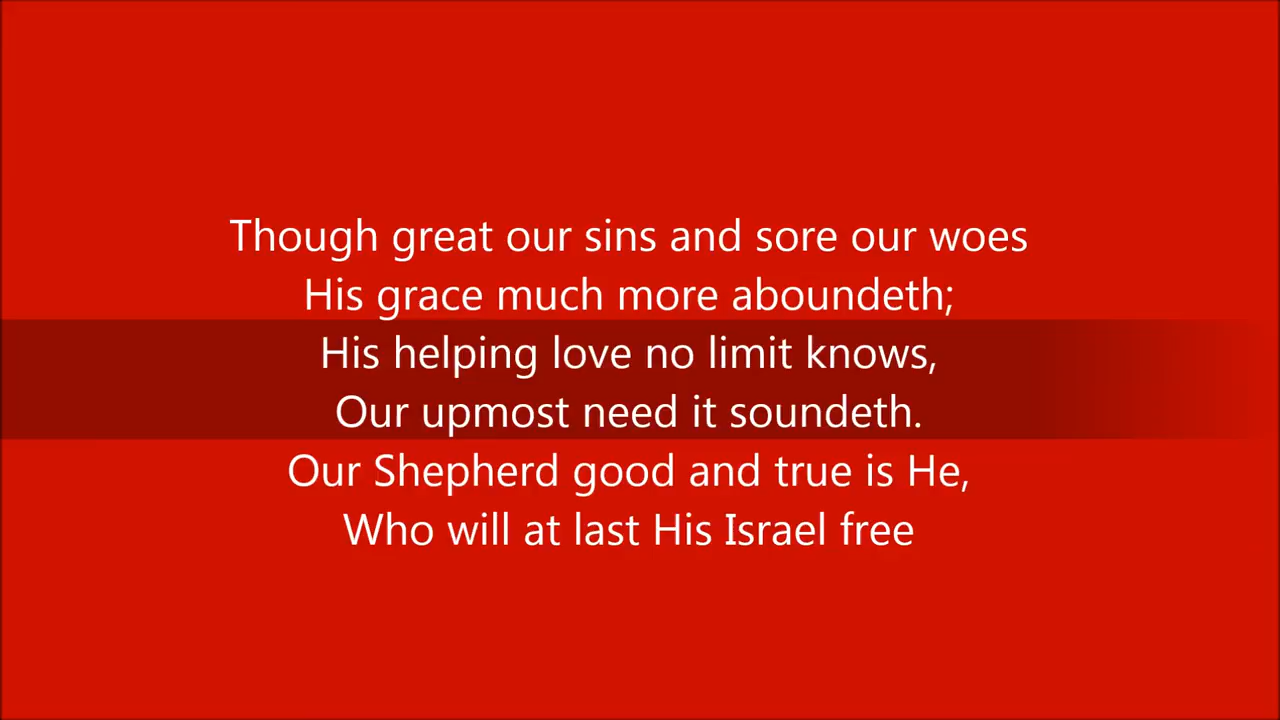 Though great our sins and sore our woes
His grace much more aboundeth;
His helping love no limit knows,
Our upmost need it soundeth.
Our Shepherd good and true is He,
Who will at last His Israel free